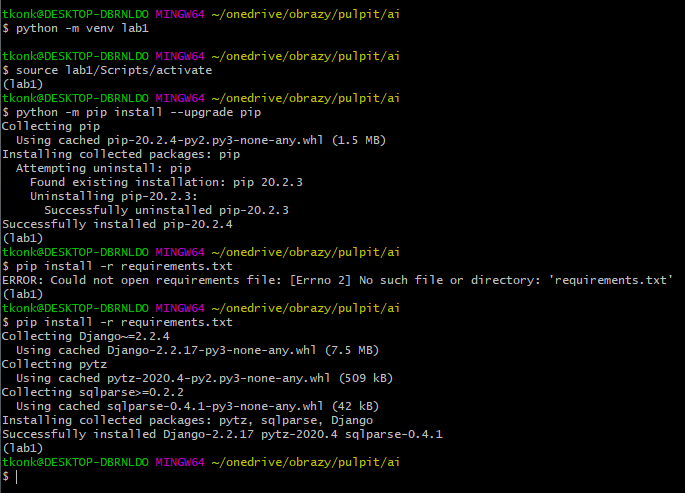 tkonk@DESKTOP-DBRNLDO MINGW64 ~/onedrive/obrazy/pulpit/ai
$ python -m venv lab1

tkonk@DESKTOP-DBRNLDO MINGW64 ~/onedrive/obrazy/pulpit/ai
$ source lab1/Scripts/activate
(lab1)
tkonk@DESKTOP-DBRNLDO MINGW64 ~/onedrive/obrazy/pulpit/ai
$ python -m pip install --upgrade pip
Collecting pip
  Using cached pip-20.2.4-py2.py3-none-any.whl (1.5 MB)
Installing collected packages: pip
  Attempting uninstall: pip
    Found existing installation: pip 20.2.3
    Uninstalling pip-20.2.3:
      Successfully uninstalled pip-20.2.3
Successfully installed pip-20.2.4
(lab1)
tkonk@DESKTOP-DBRNLDO MINGW64 ~/onedrive/obrazy/pulpit/ai
$ pip install -r requirements.txt
ERROR: Could not open requirements file: [Errno 2] No such file or directory: 'requirements.txt'
(lab1)
tkonk@DESKTOP-DBRNLDO MINGW64 ~/onedrive/obrazy/pulpit/ai
$ pip install -r requirements.txt
Collecting Django~=2.2.4
  Using cached Django-2.2.17-py3-none-any.whl (7.5 MB)
Collecting pytz
  Using cached pytz-2020.4-py2.py3-none-any.whl (509 kB)
Collecting sqlparse>=0.2.2
  Using cached sqlparse-0.4.1-py3-none-any.whl (42 kB)
Installing collected packages: pytz, sqlparse, Django
Successfully installed Django-2.2.17 pytz-2020.4 sqlparse-0.4.1
(lab1)
tkonk@DESKTOP-DBRNLDO MINGW64 ~/onedrive/obrazy/pulpit/ai
$